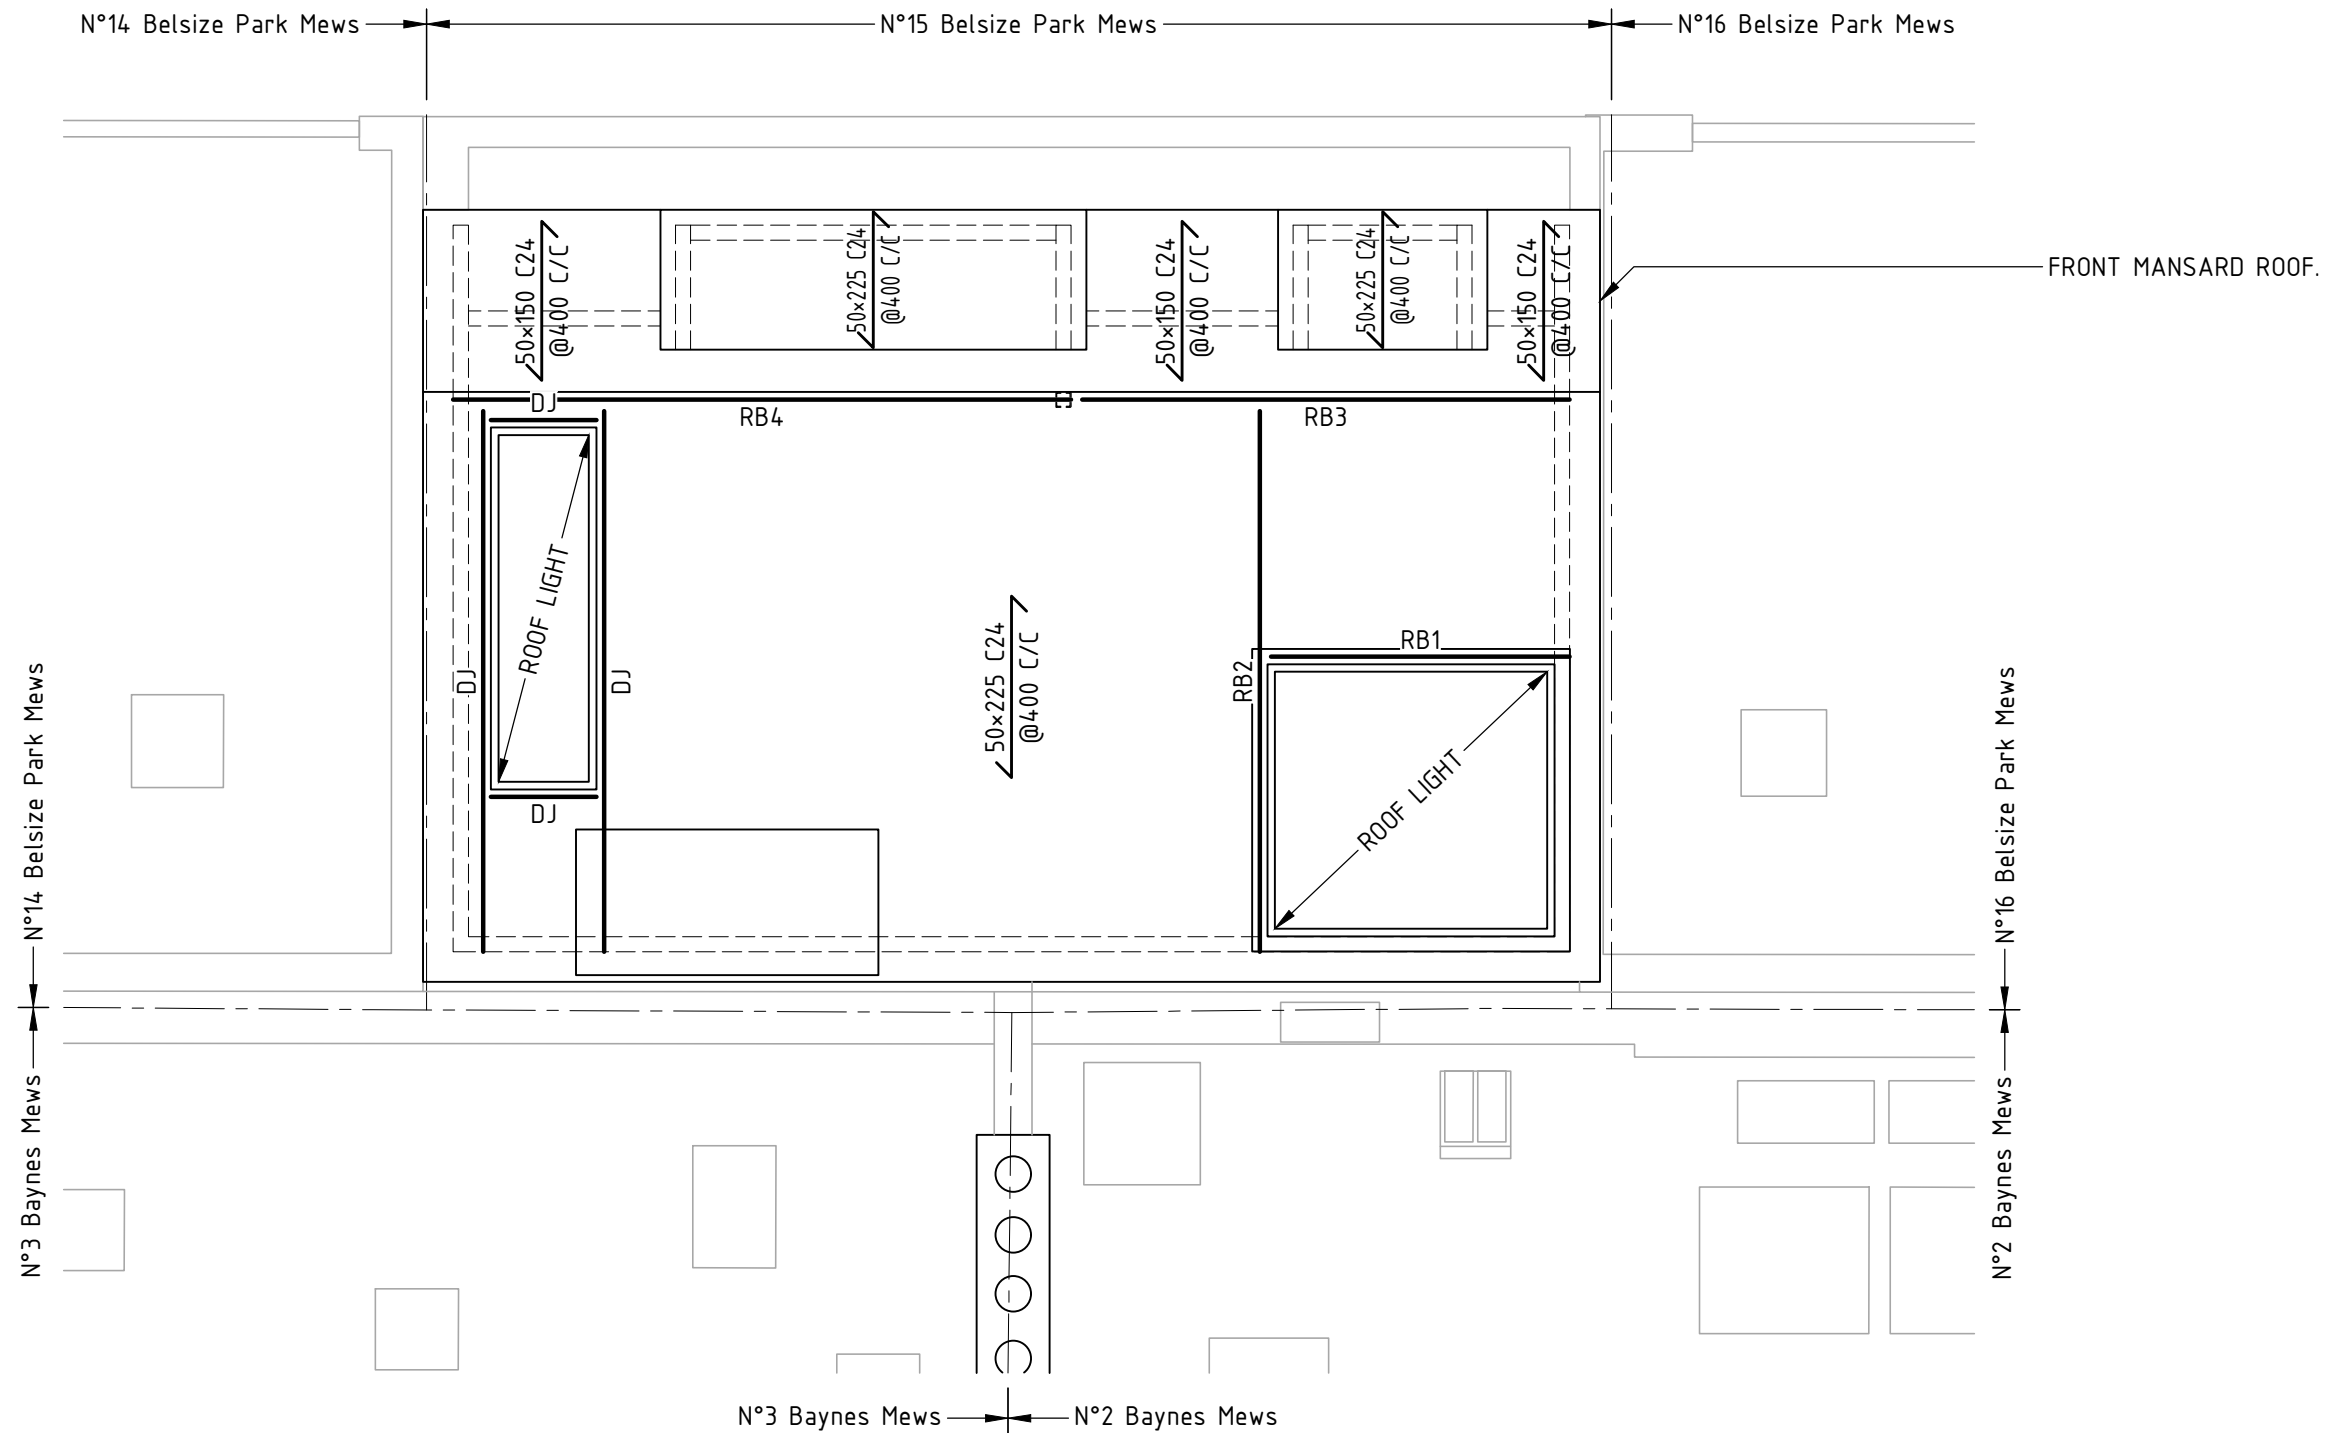 N°14 Belsize Park Mews
N°15 Belsize Park Mews
N°16 Belsize Park Mews
50×150 C24
@400 C/C
50×225 C24
@400 C/C
50×150 C24
@400 C/C
50×225 C24
@400 C/C
50×150 C24
@400 C/C
FRONT MANSARD ROOF.
DJ
RB4
RB3
ROOF LIGHT
DJ
DJ
DJ
50×225 C24
@400 C/C
RB1
RB2
ROOF LIGHT
N°14 Belsize Park Mews
N°16 Belsize Park Mews
N°3 Baynes Mews
N°2 Baynes Mews
N°3 Baynes Mews
N°2 Baynes Mews